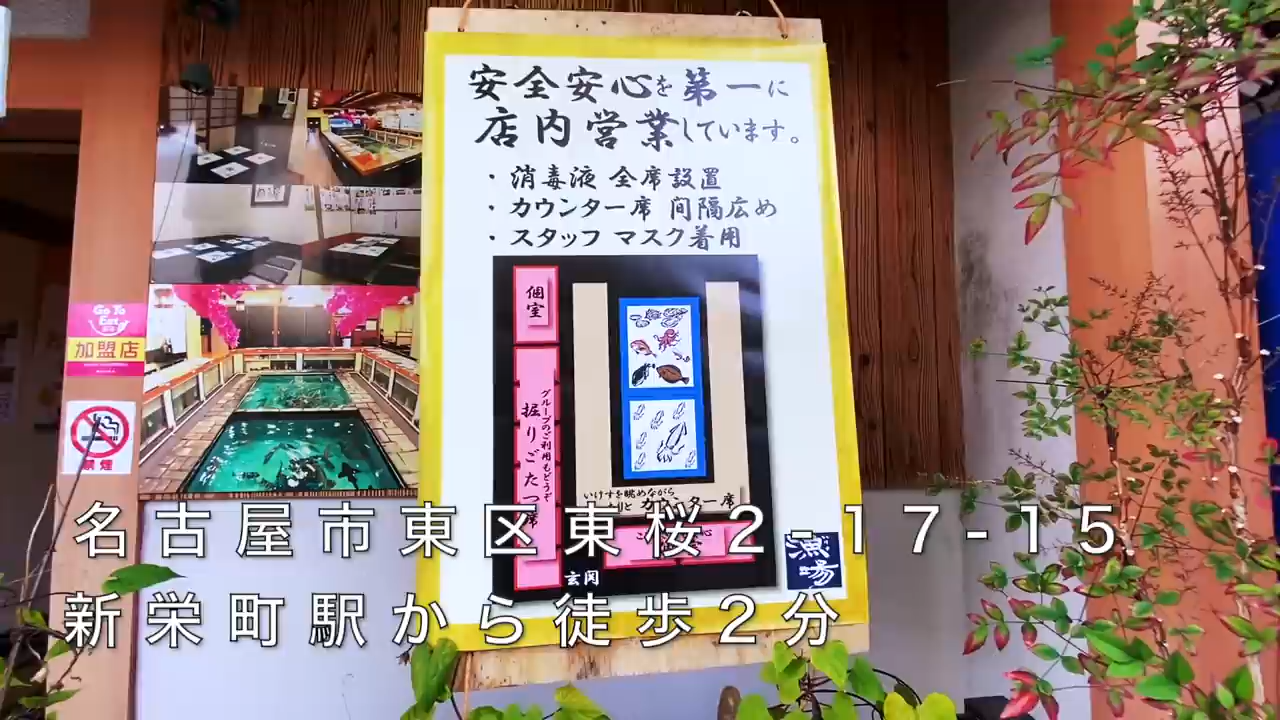 安全安心を第一に
店内営業しています。
・消毒液 全席設置
・カウンター席 間隔広め
・スタッフ マスク着用
個室
グループのご利用もどうぞ
掘りごたつ席
いけすを眺めながら
カウンター席
玄関
漁場
Go To
Eat
加盟店
禁煙
名古屋市東区東桜2-17-15
新栄町駅から徒歩2分